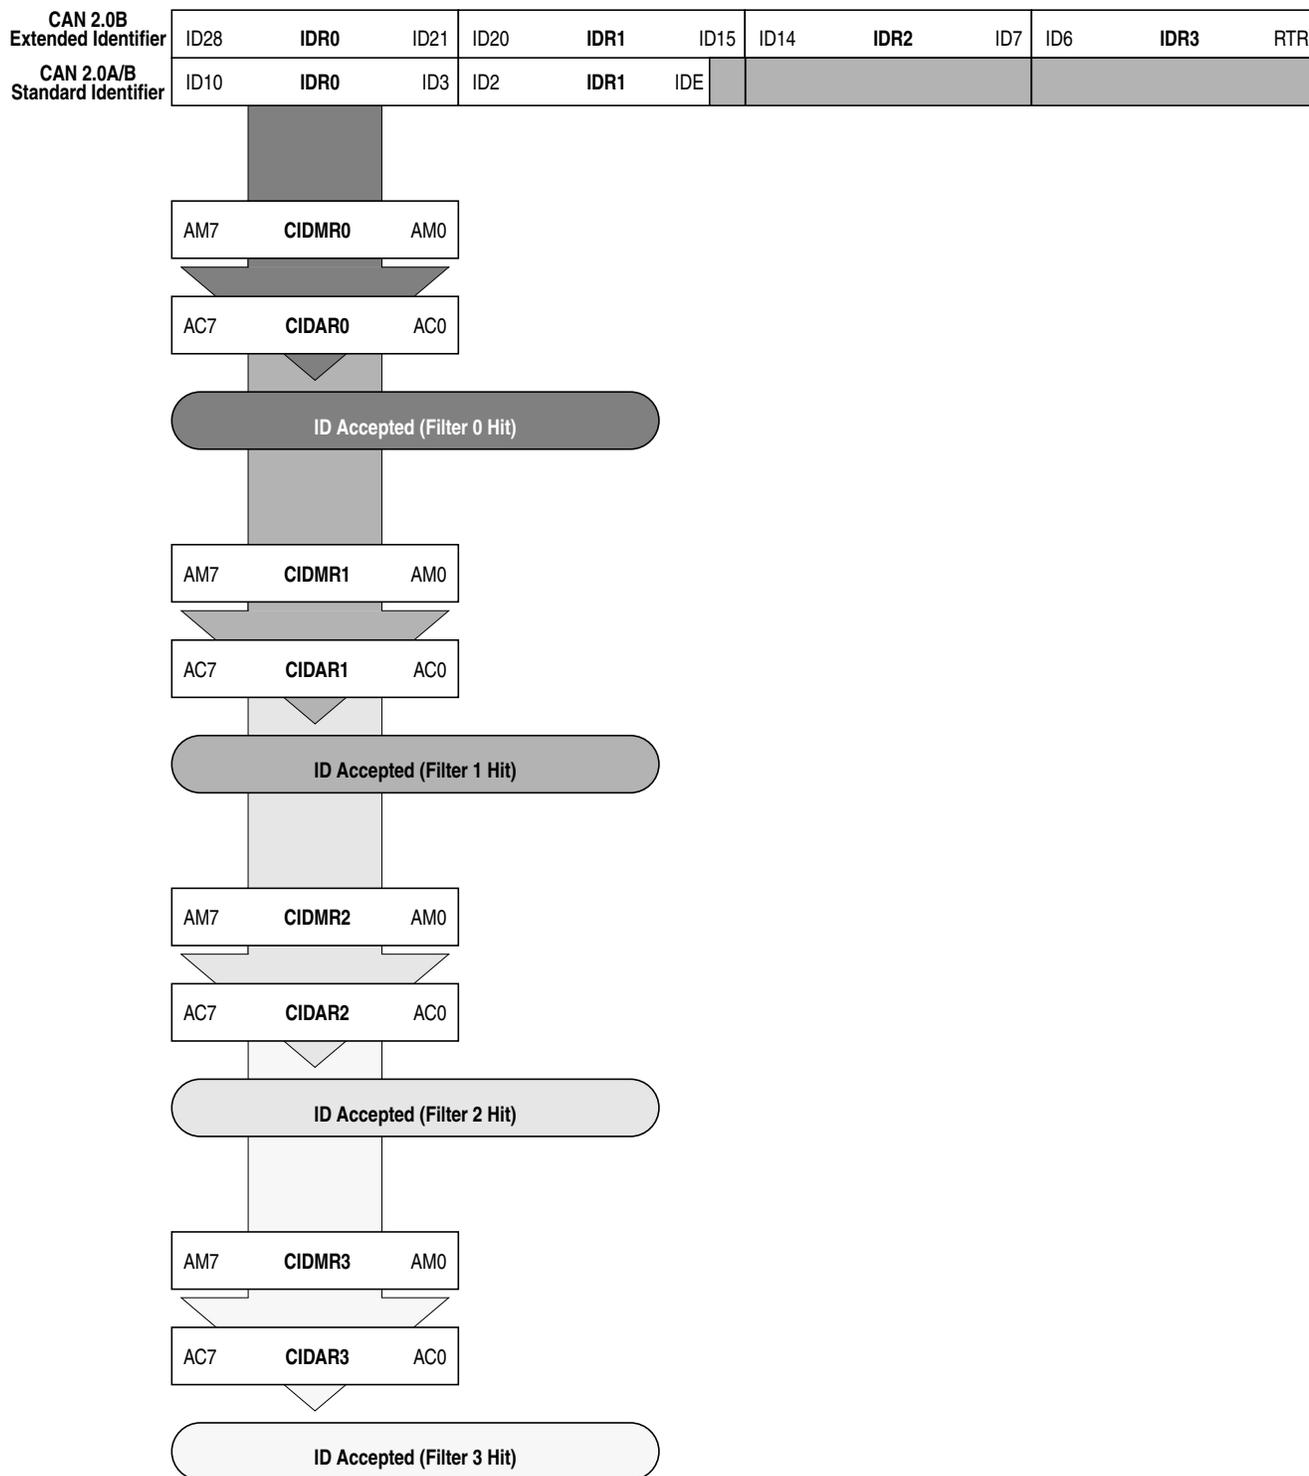 CAN 2.0B
Extended Identifier
ID28 IDR0 ID21 ID20 IDR1 ID15 ID14 IDR2 ID7 ID6 IDR3 RTR
CAN 2.0A/B
Standard Identifier
ID10 IDR0 ID3 ID2 IDR1 IDE
AM7 CIDMR0 AM0
AC7 CIDAR0 AC0
ID Accepted (Filter 0 Hit)
AM7 CIDMR1 AM0
AC7 CIDAR1 AC0
ID Accepted (Filter 1 Hit)
AM7 CIDMR2 AM0
AC7 CIDAR2 AC0
ID Accepted (Filter 2 Hit)
AM7 CIDMR3 AM0
AC7 CIDAR3 AC0
ID Accepted (Filter 3 Hit)